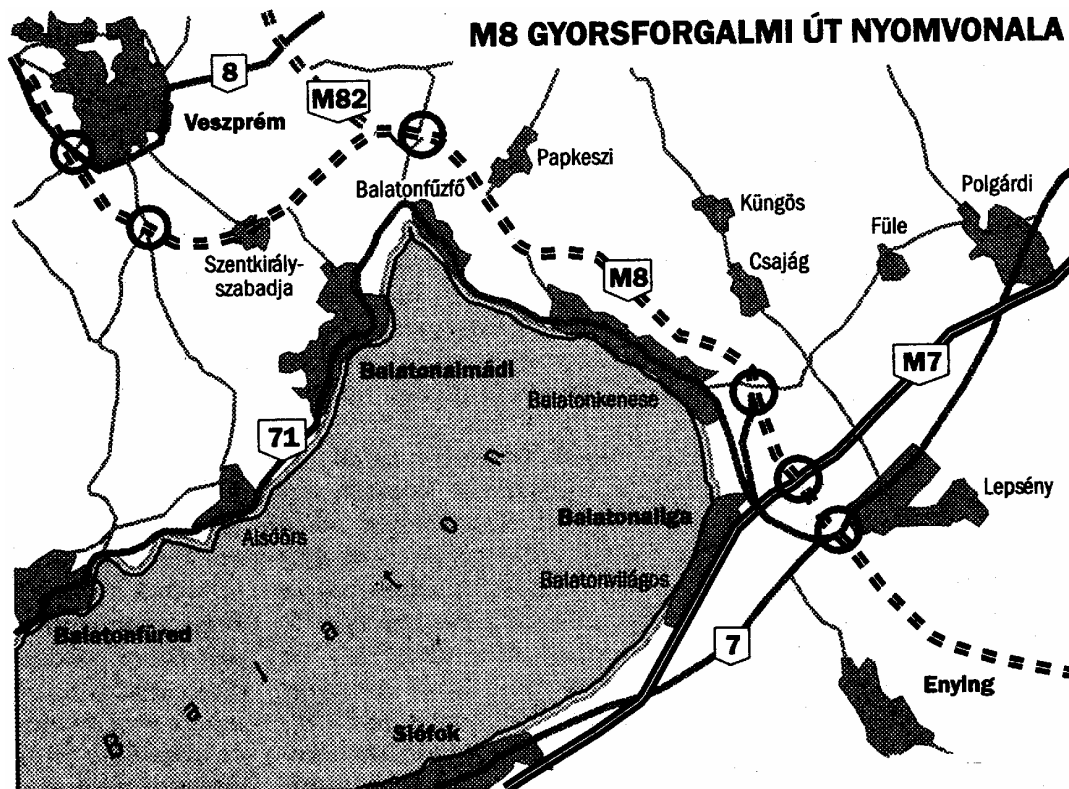 M8 GYORSFORGALMI ÚT NYOMVONALA
8
M82
Veszprém
Papkeszi
Balatonfűzfő
Küngös
Polgárdi
Füle
Szentkirály-
szabadja
Csajág
M8
M7
Balatonalmádi
Balatonkenese
71
Lepsény
Balatonaliga
Alsóörs
Balatonvilágos
Balatonfüred
7
Enying
Siófok
Balaton